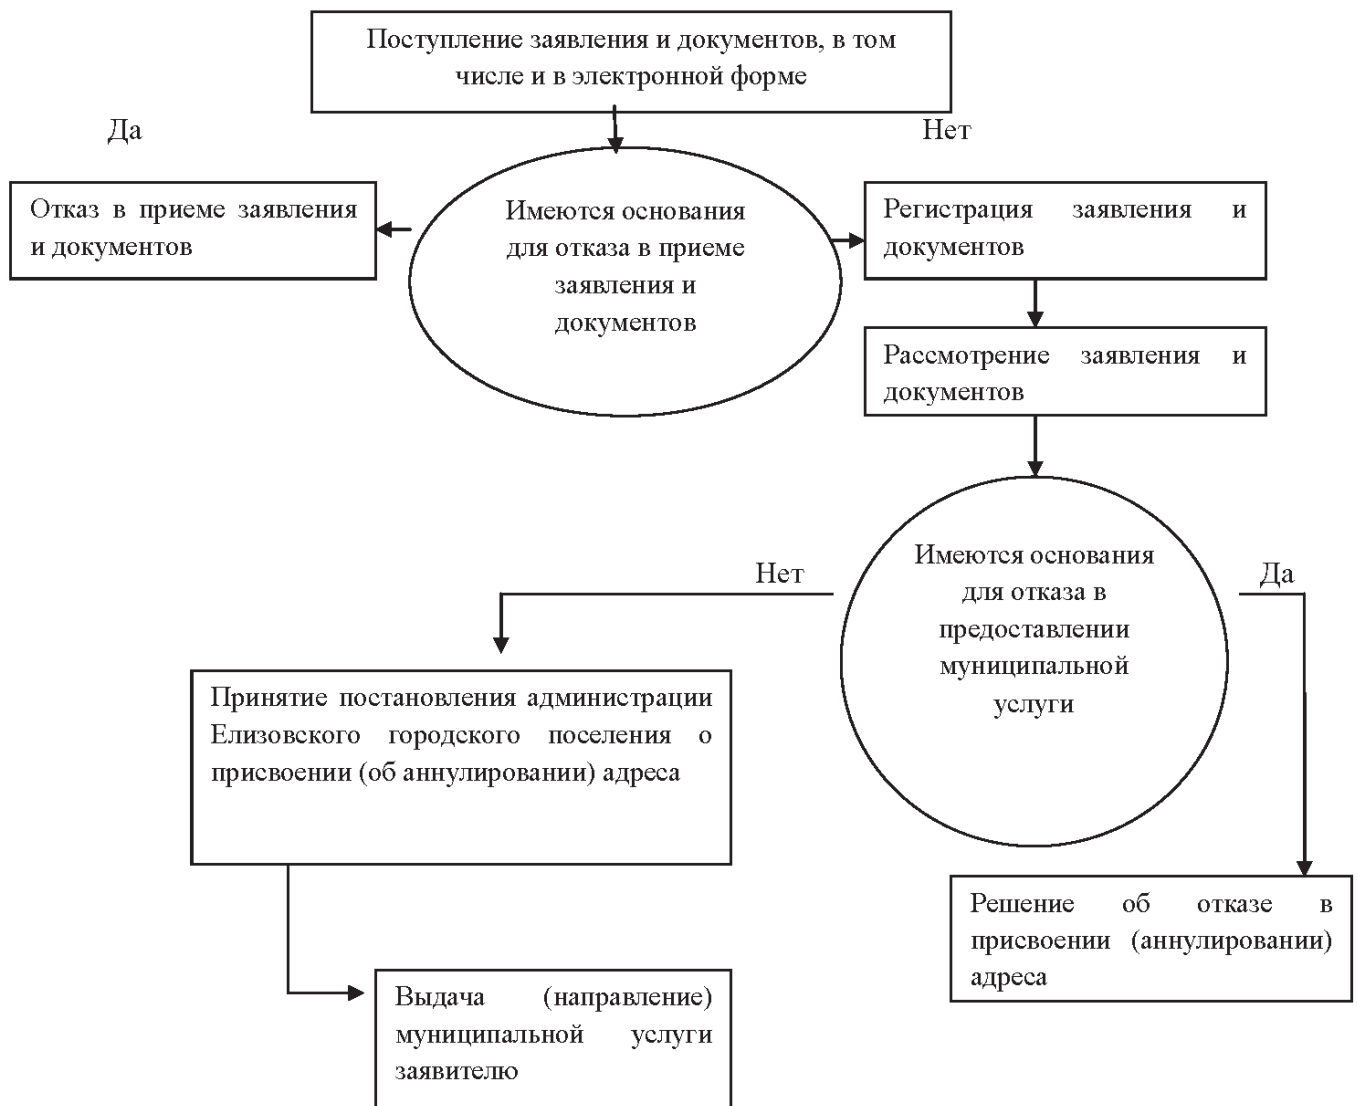 Поступление заявления и документов, в том
числе и в электронной форме
Да
Нет
Отказ в приеме заявления
и документов
Имеются основания
для отказа в приеме
заявления и
документов
Регистрация заявления и
документов
Рассмотрение заявления и
документов
Имеются основания
для отказа в
предоставлении
муниципальной
услуги
Нет
Да
Принятие постановления администрации
Елизовского городского поселения о
присвоении (об аннулировании) адреса
Решение об отказе в
присвоении (аннулировании)
адреса
Выдача (направление)
муниципальной услуги
заявителю